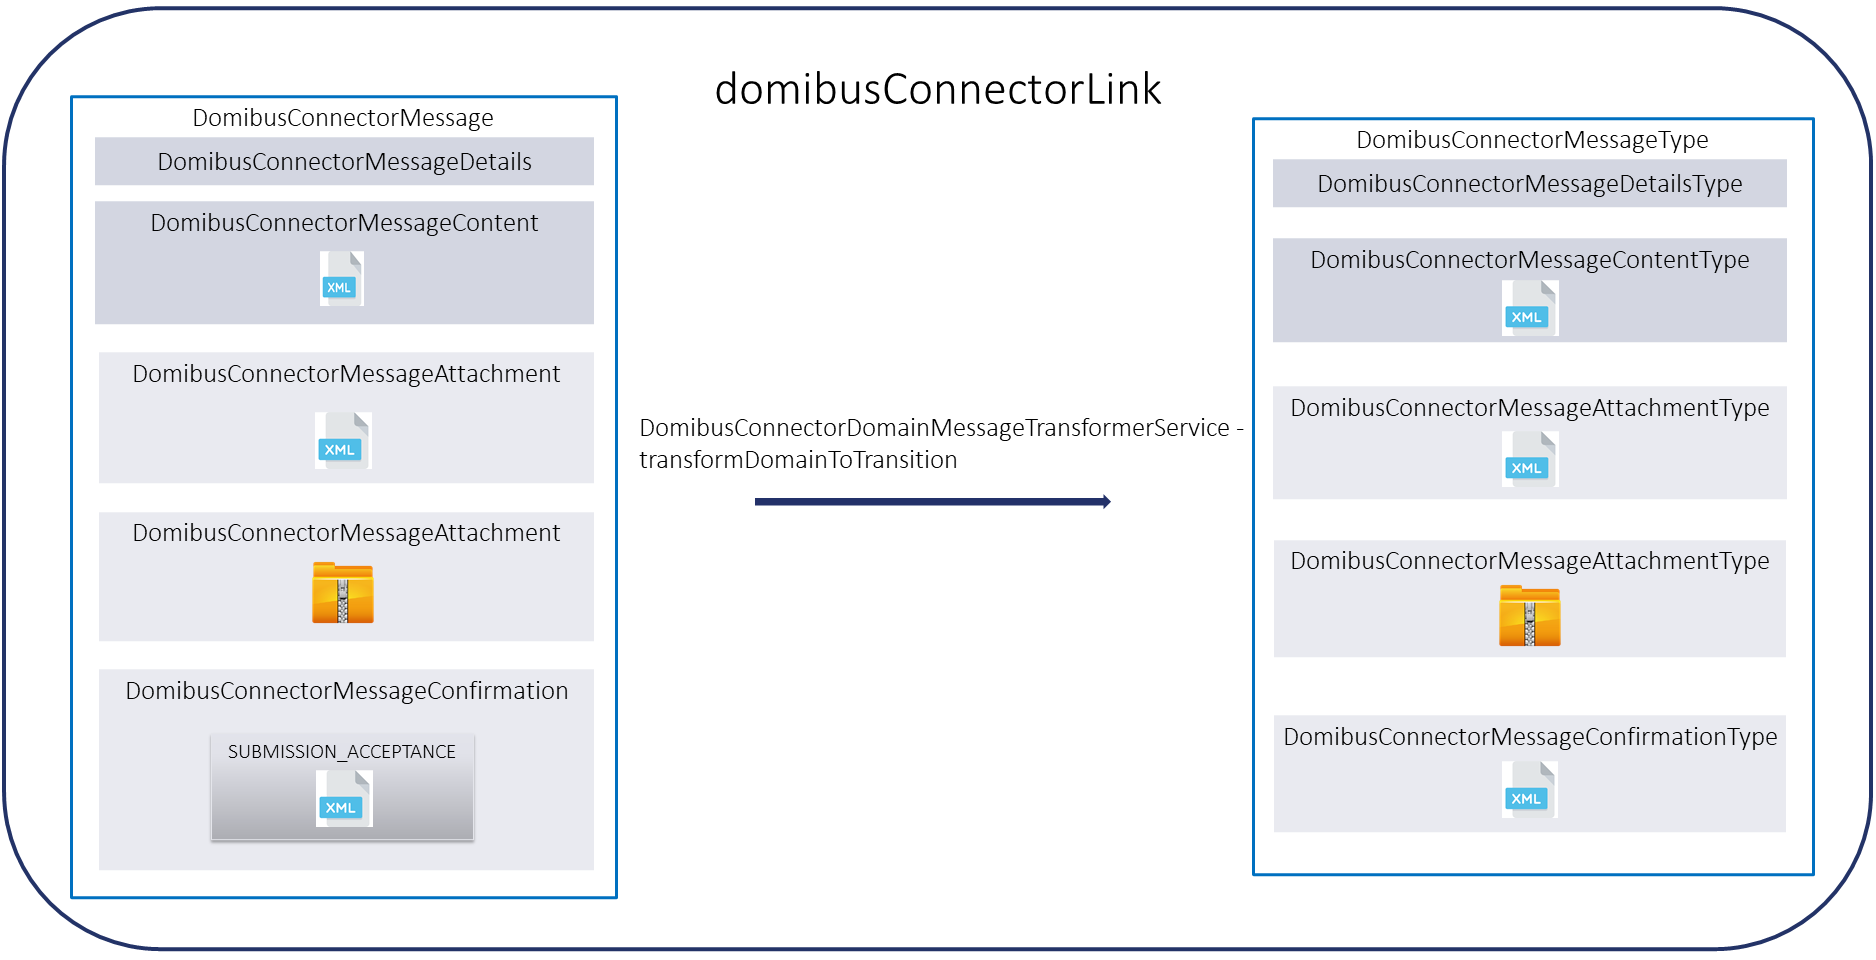 domibusConnectorLink
DomibusConnectorMessage
DomibusConnectorMessageDetails
DomibusConnectorMessageContent
XML
DomibusConnectorMessageAttachment
XML
DomibusConnectorMessageAttachment
DomibusConnectorMessageConfirmation
SUBMISSION_ACCEPTANCE
XML
DomibusConnectorDomainMessageTransformerService -
transformDomainToTransition
DomibusConnectorMessageType
DomibusConnectorMessageDetailsType
DomibusConnectorMessageContentType
XML
DomibusConnectorMessageAttachmentType
XML
DomibusConnectorMessageAttachmentType
DomibusConnectorMessageConfirmationType
XML